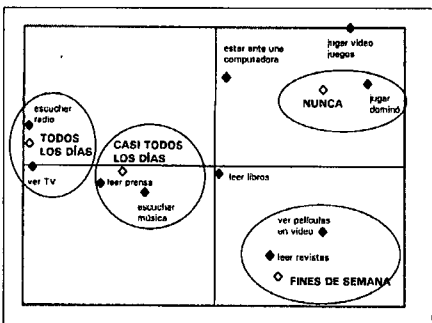 jugar video
juegos
estar ante una
computadora
NUNCA
jugar
dominó
escucher
radio
TODOS
LOS DÍAS
ver TV
CASI TODOS
LOS DÍAS
leer prensa
escuchar
música
leer libros
ver películas
en video
leer revistas
FINES DE SEMANA